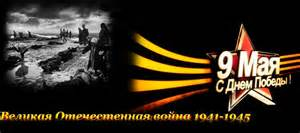 9 Мая
С Днем Победы!
Великая Отечественная война 1941-1945